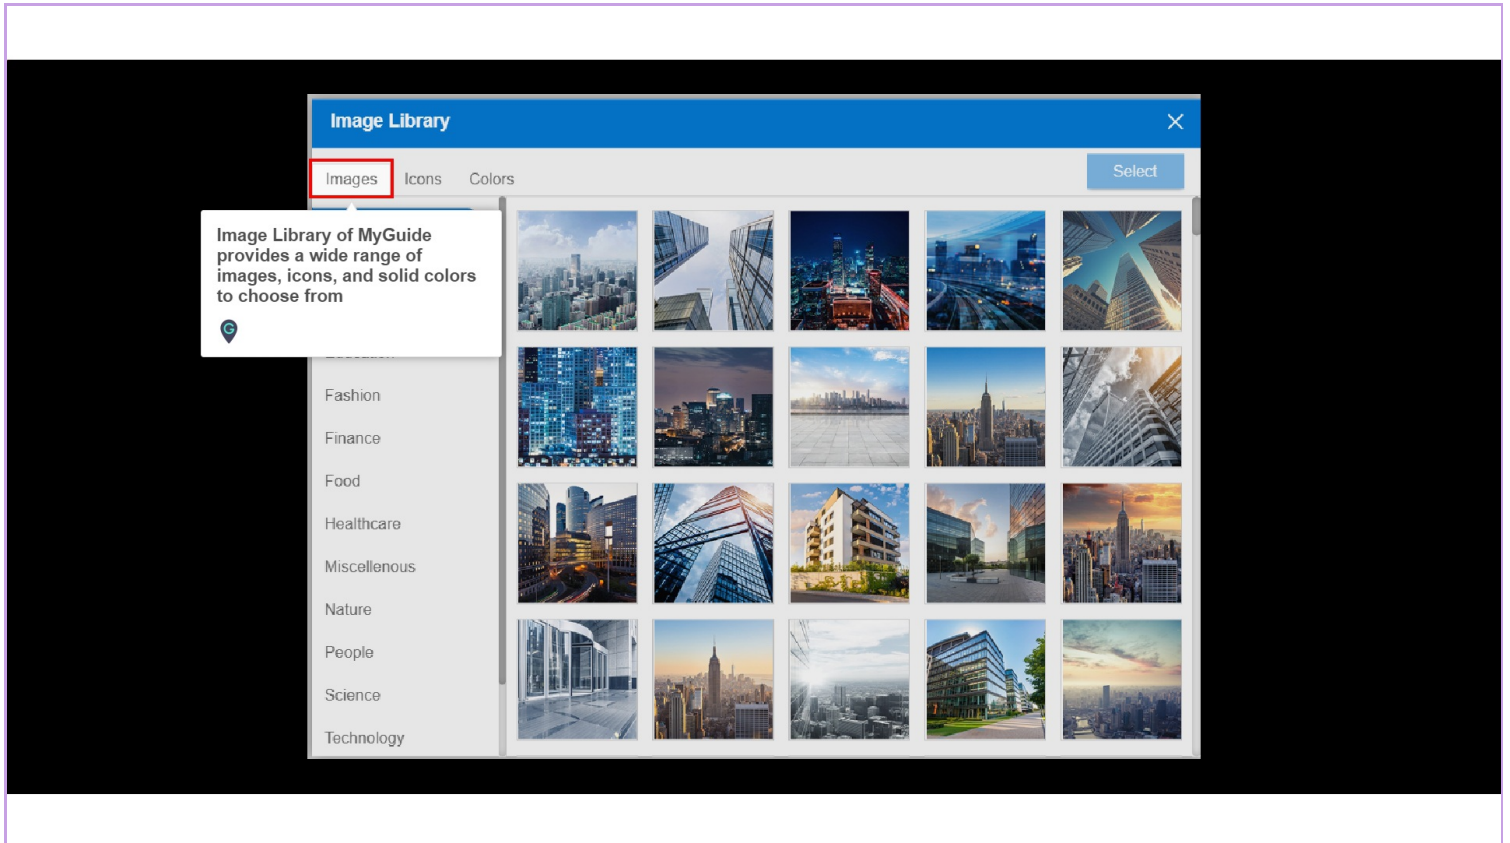 Image Library
Images Icons Colors
Select
Image Library of MyGuide
provides a wide range of
images, icons, and solid colors
to choose from
G
Fashion
Finance
Food
Healthcare
Miscellenous
Nature
People
Science
Technology